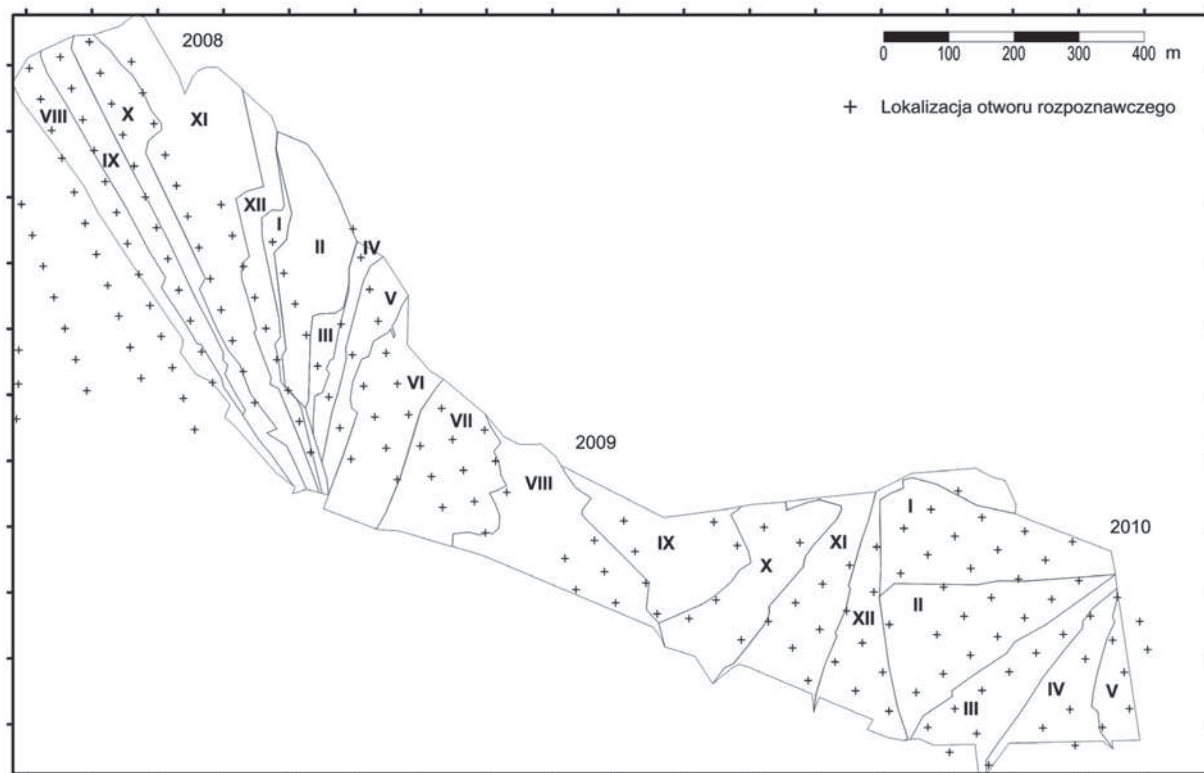 2008
0 100 200 300 400 m
+ Lokalizacja otworu rozpoznawczego
VIII
X
XI
IX
XII
I
II
IV
V
III
VI
VII
2009
VIII
IX
X
XI
XII
I
2010
II
III
IV
V